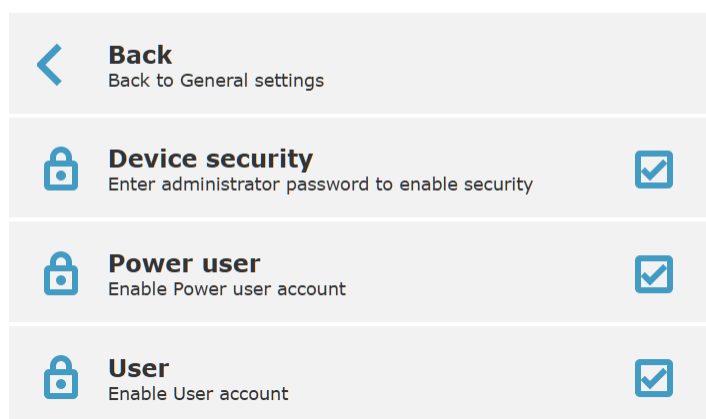 Back
Back to General settings
Device security
Enter administrator password to enable security
Power user
Enable Power user account
User
Enable User account